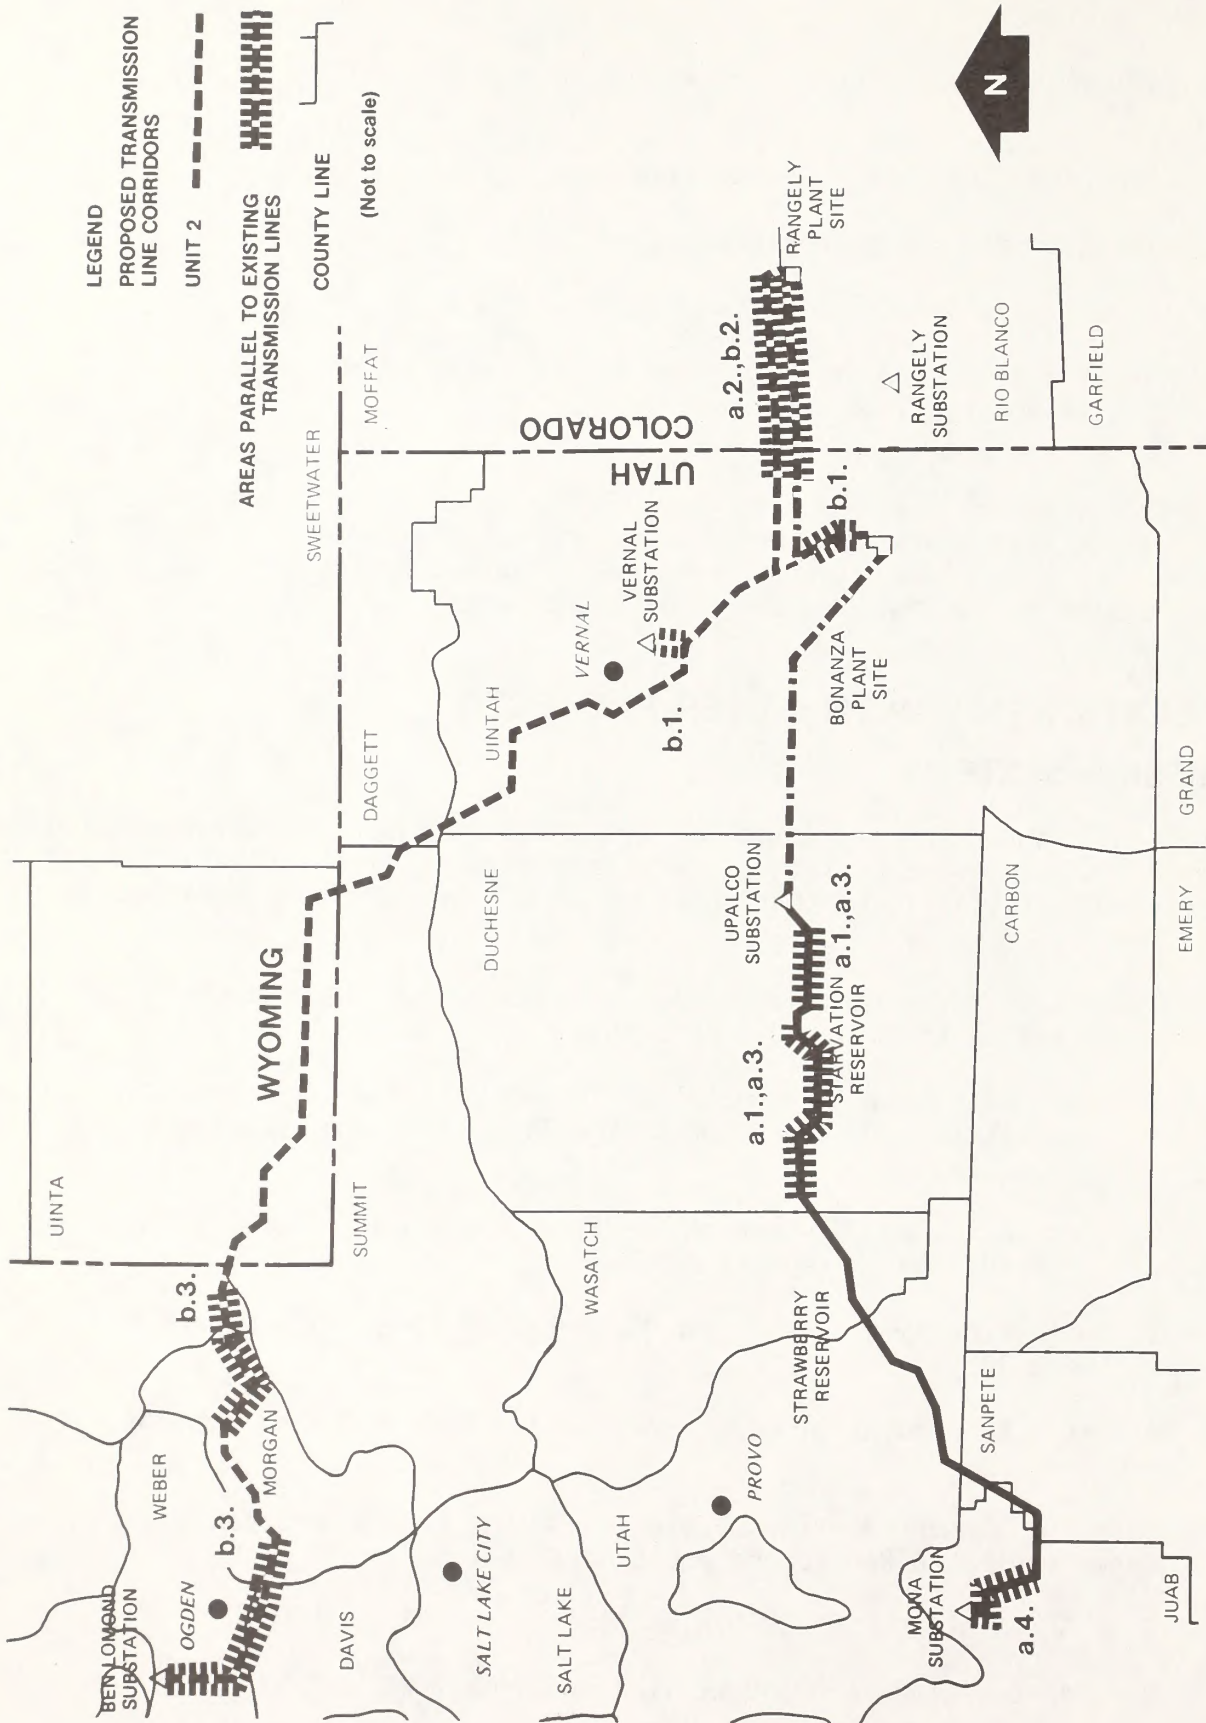 LEGEND
PROPOSED TRANSMISSION
LINE CORRIDORS
UNIT 2
AREAS PARALLEL TO EXISTING
TRANSMISSION LINES
COUNTY LINE
(Not to scale)
N
UINTA
WYOMING
SWEETWATER
SUMMIT
DAGGETT
MOFFAT
b.3.
BEN LOMOND
SUBSTATION
OGDEN
WEBER
b.3.
MORGAN
DAVIS
SALT LAKE CITY
SALT LAKE
UTAH
PROVO
WASATCH
DUCHESNE
UINTAH
VERNAL
VERNAL
SUBSTATION
b.1.
UTAH
COLORADO
a.2.,b.2.
RANGELY
PLANT
SITE
b.1.
BONANZA
PLANT
SITE
RANGELY
SUBSTATION
RIO BLANCO
GARFIELD
UPALCO
SUBSTATION
a.1.,a.3.
a.1.,a.3.
STARVATION
RESERVOIR
STRAWBERRY
RESERVOIR
MONA
SUBSTATION
a.4.
SANPETE
JUAB
CARBON
EMERY
GRAND